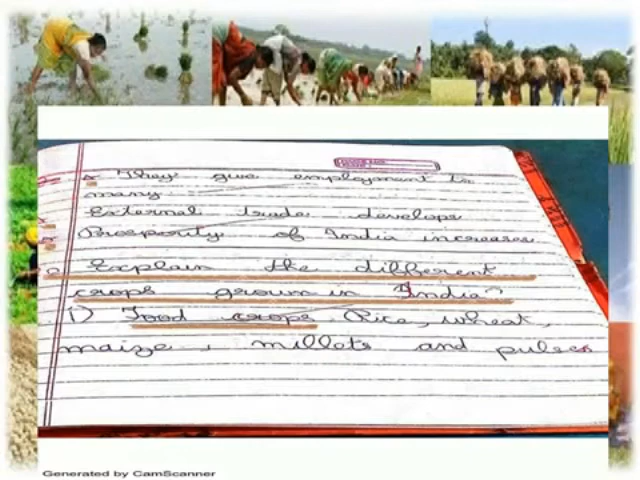 They give employment to
many
External trade develops
Prosperity of India increases
Explain the different
crops grown in India?
1) Food crops - Rice, wheat,
maize, millets and pulses
Generated by CamScanner